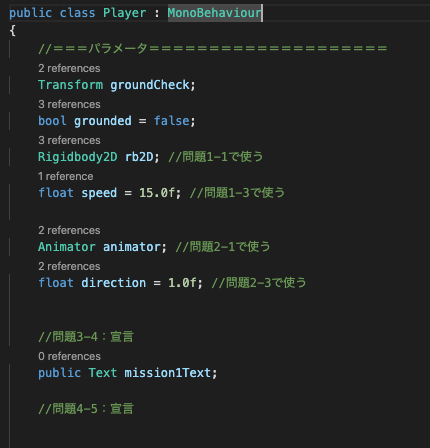 public class Player : MonoBehaviour
{
//===パラメータ====================
2 references
Transform groundCheck;
3 references
bool grounded = false;
3 references
Rigidbody2D rb2D; //問題1-1で使う
1 reference
float speed = 15.0f; //問題1-3で使う
2 references
Animator animator; //問題2-1で使う
2 references
float direction = 1.0f; //問題2-3で使う
//問題3-4：宣言
0 references
public Text mission1Text;
//問題4-5：宣言